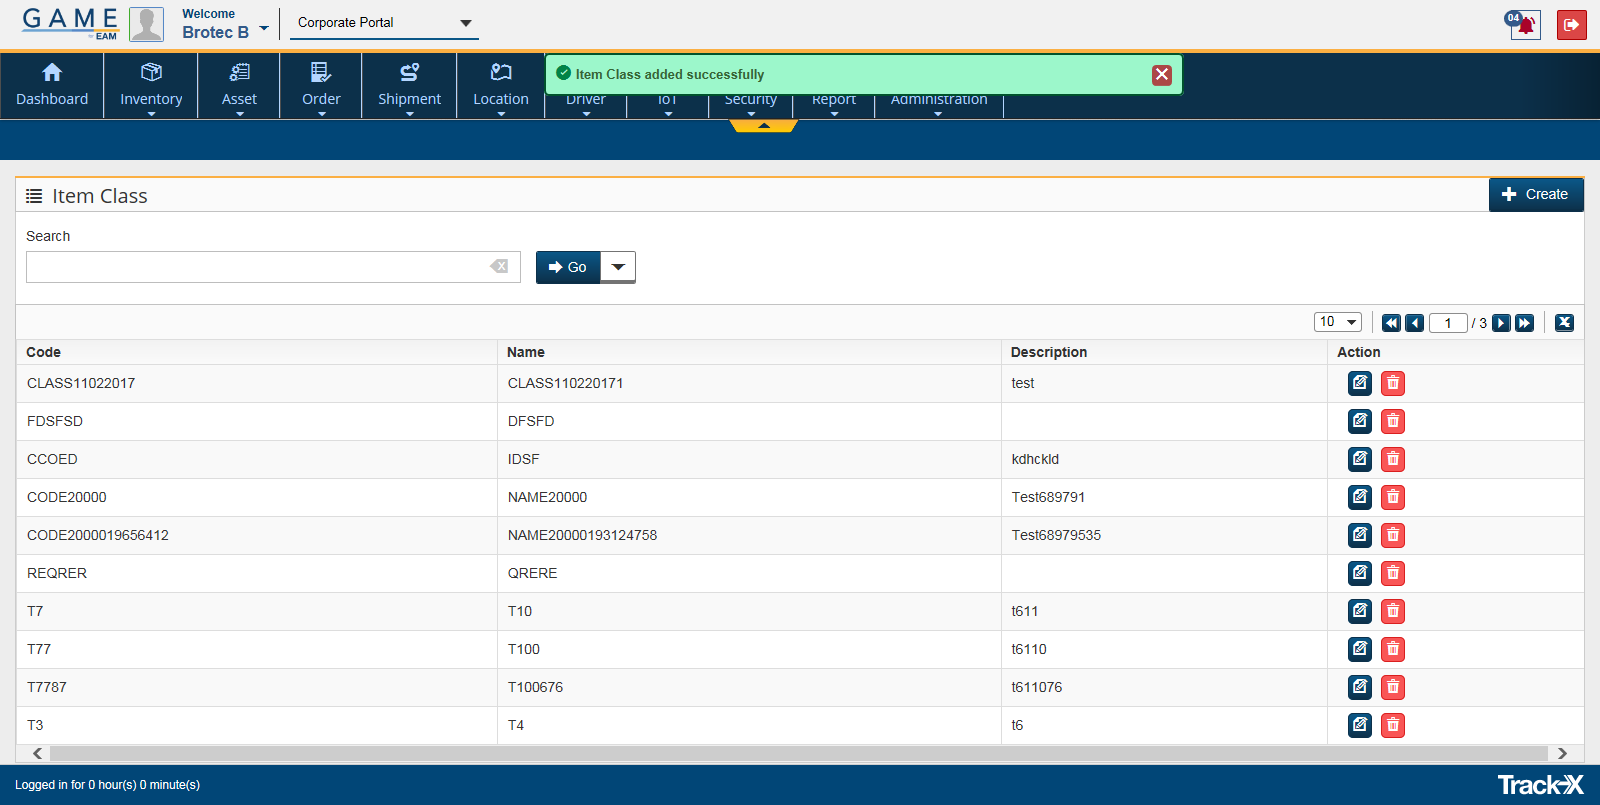 GAME
EAM
Welcome
Brotec B
Corporate Portal
04
Item Class added successfully
Dashboard
Inventory
Asset
Order
Shipment
Location
Driver
IoT
Security
Report
Administration
Item Class
Create
Search
Go
10
1 / 3
Code Name Description Action
CLASS11022017 CLASS110220171 test
FDSFSD DFSFD
CCOED IDSF kdhckld
CODE20000 NAME20000 Test689791
CODE2000019656412 NAME20000193124758 Test68979535
REQRER QRERE
T7 T10 t611
T77 T100 t6110
T7787 T100676 t611076
T3 T4 t6
Logged in for 0 hour(s) 0 minute(s)
Track-X